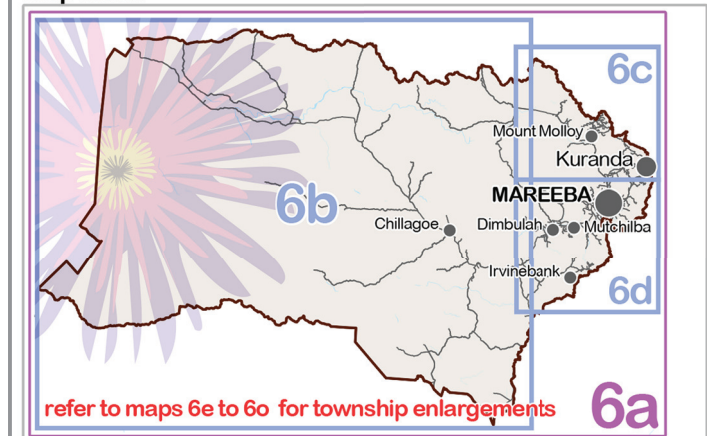 6c
Mount Molloy
Kuranda
MAREEBA
6b
Chillagoe
Dimbulah
Mutchilba
Irvinebank
6d
refer to maps 6e to 6o for township enlargements
6a